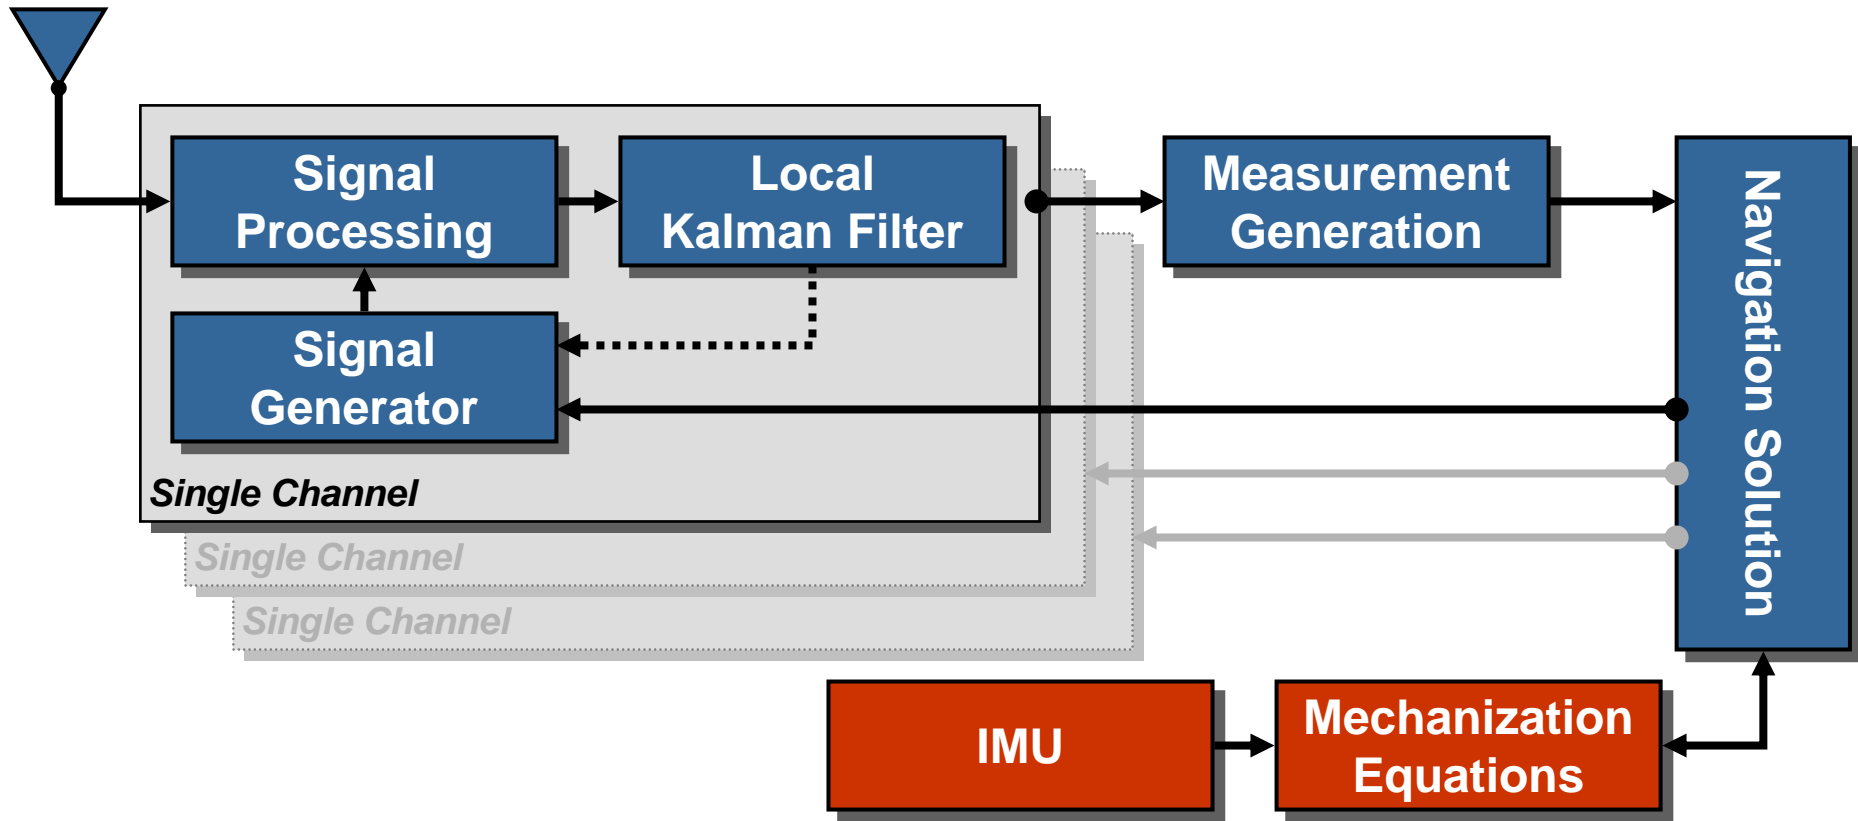 Signal
Processing
Local
Kalman Filter
Measurement
Generation
Navigation Solution
Signal
Generator
Single Channel
Single Channel
Single Channel
IMU
Mechanization
Equations